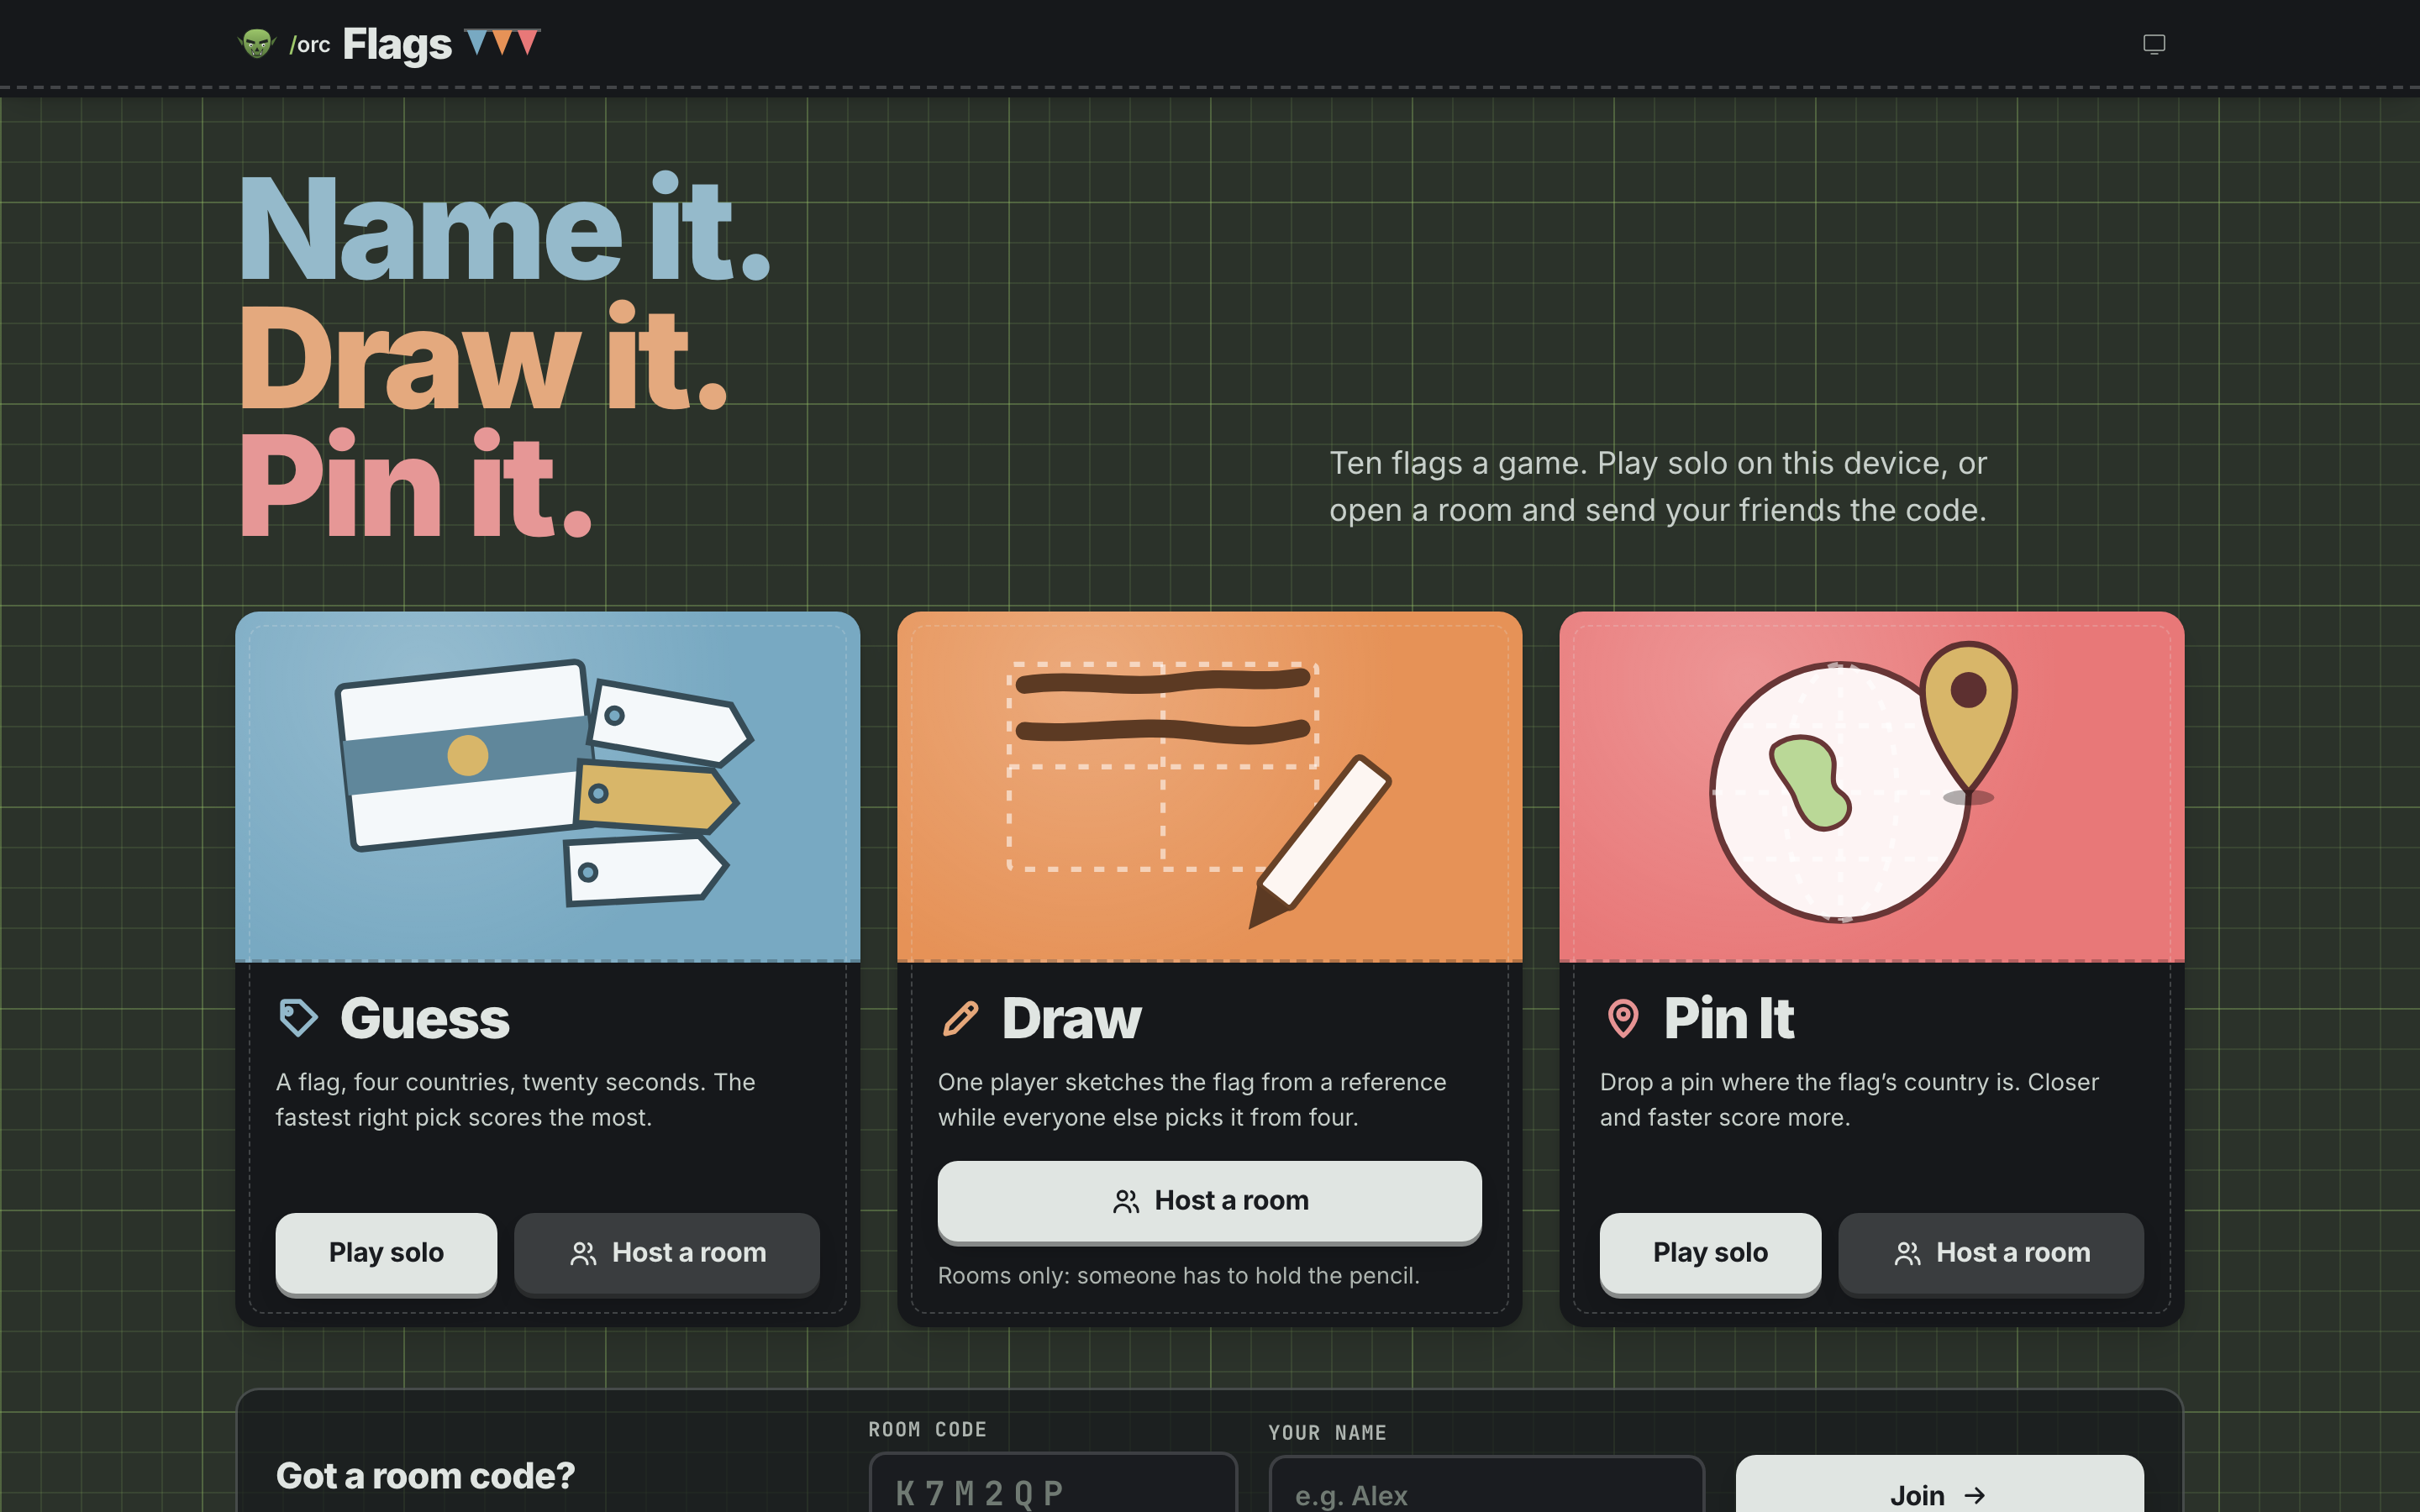 /orc Flags
Name it.
Draw it.
Pin it.
Ten flags a game. Play solo on this device, or
open a room and send your friends the code.
Guess
A flag, four countries, twenty seconds. The
fastest right pick scores the most.
Play solo
Host a room
Draw
One player sketches the flag from a reference
while everyone else picks it from four.
Host a room
Rooms only: someone has to hold the pencil.
Pin It
Drop a pin where the flag’s country is. Closer
and faster score more.
Play solo
Host a room
Got a room code?
ROOM CODE
K7M2QP
YOUR NAME
e.g. Alex
Join →